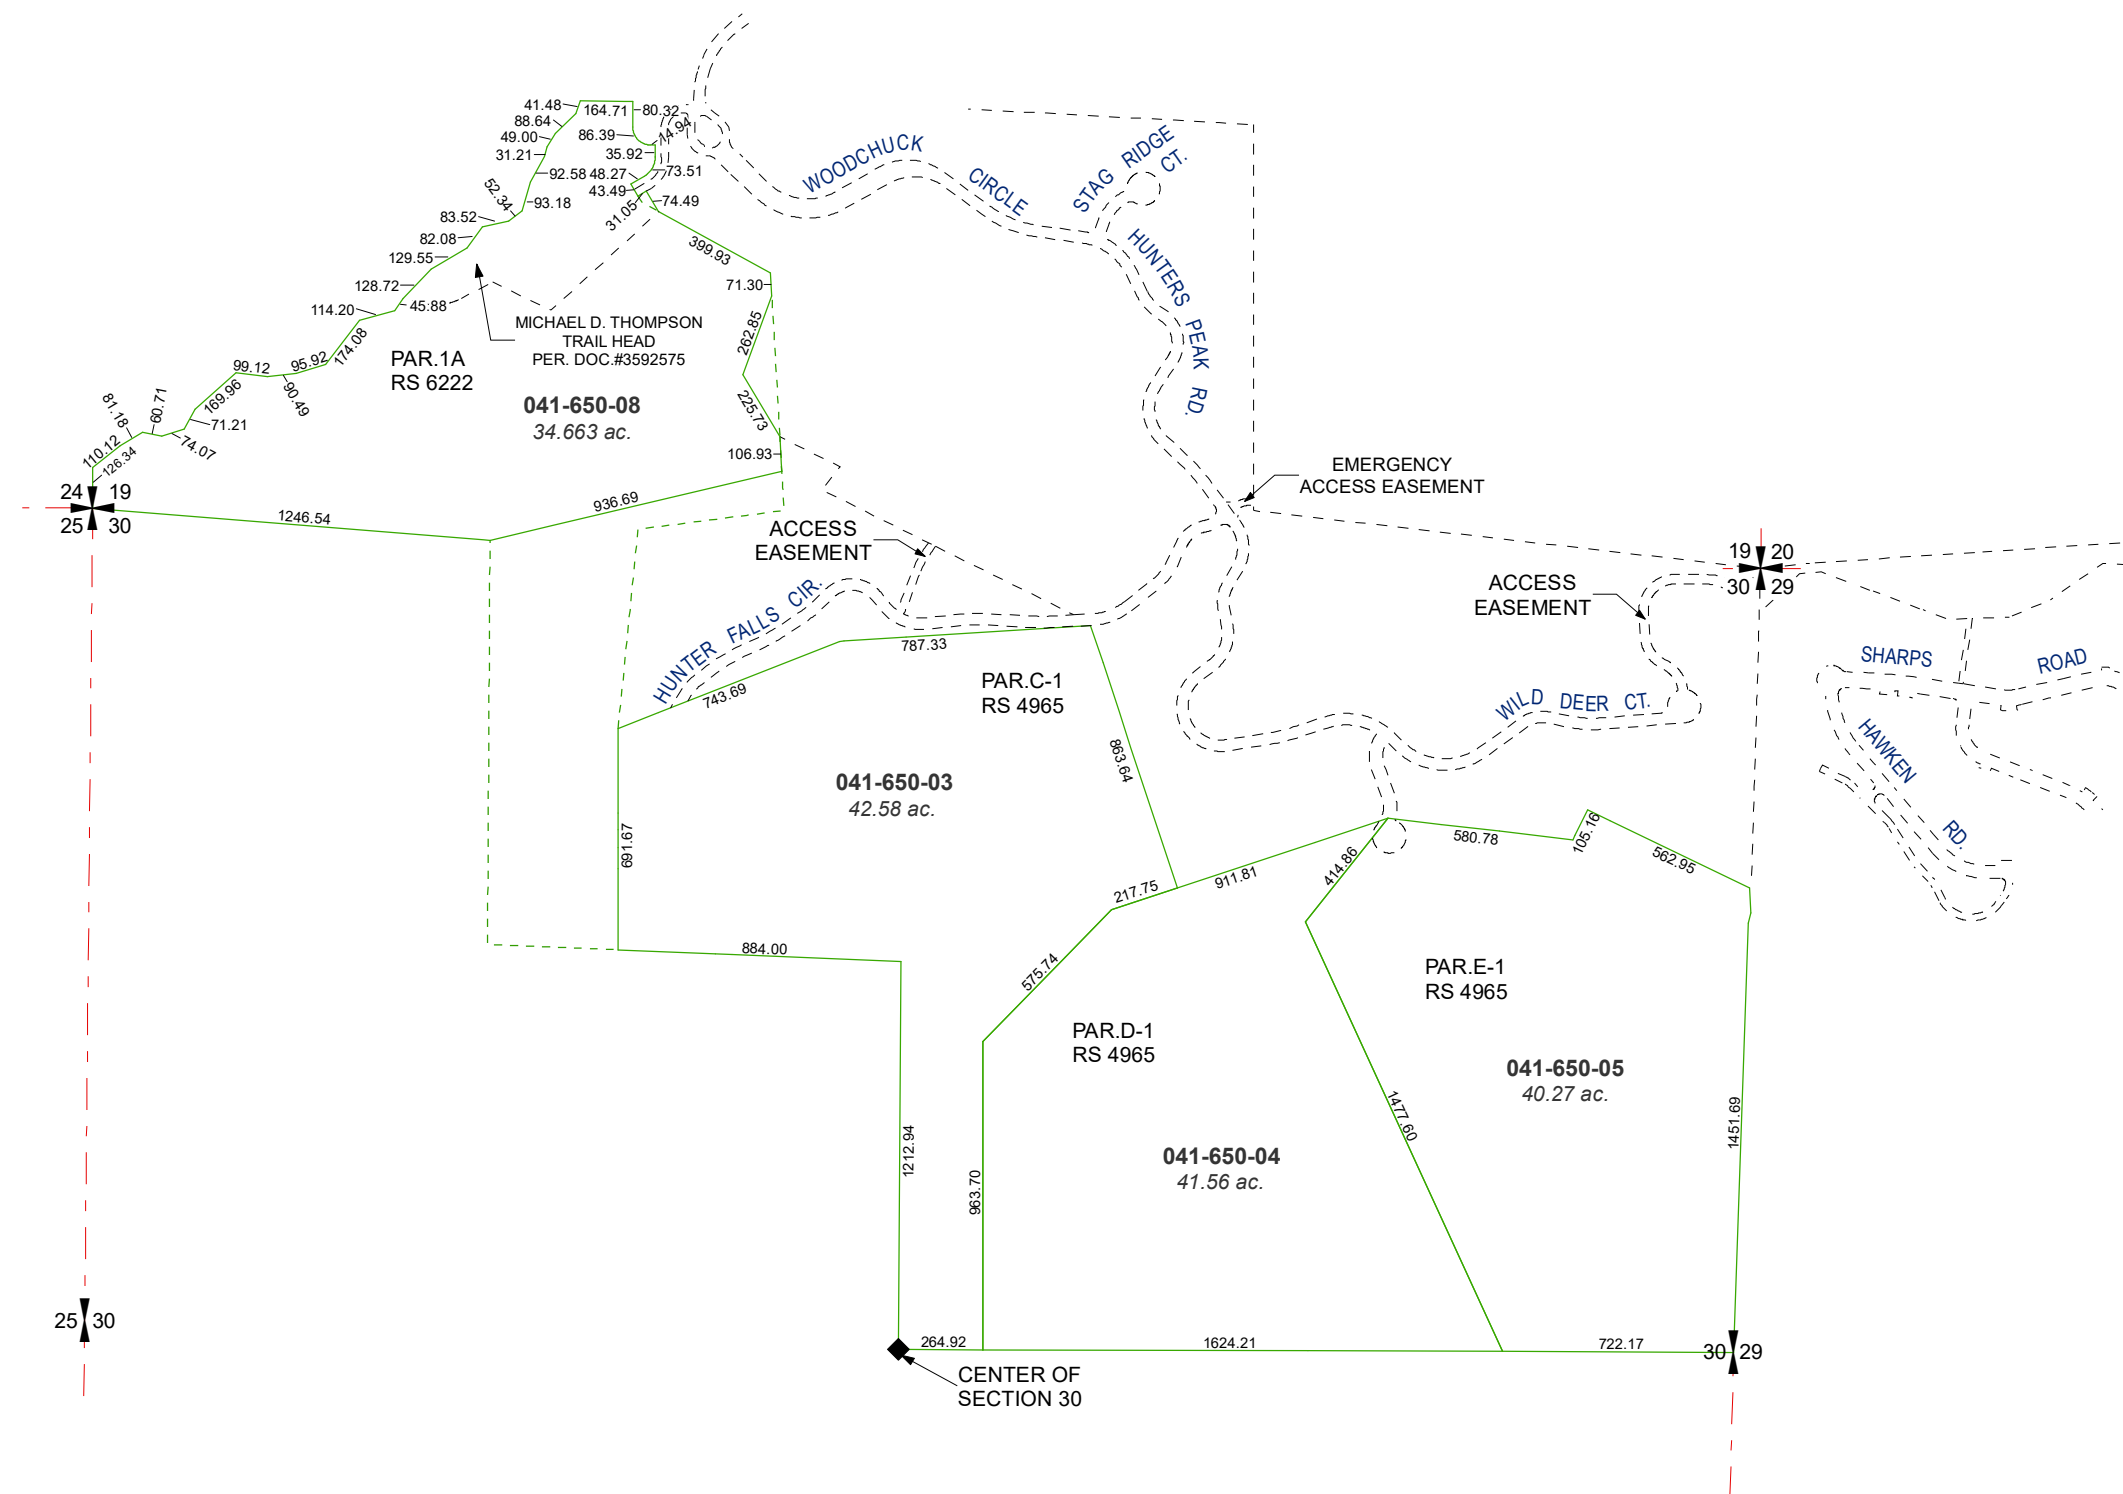 41.48
164.71
80.32
88.64
14.94
49.00
86.39
31.21
35.92
92.58
48.27
73.51
43.49
52.34
93.18
74.49
31.05
83.52
82.08
129.55
399.93
128.72
71.30
45.88
114.20
MICHAEL D. THOMPSON
TRAIL HEAD
PER. DOC.#3592575
262.85
174.08
PAR.1A
RS 6222
99.12
95.92
90.49
169.96
81.18
60.71
71.21
74.07
110.12
126.34
041-650-08
34.663 ac.
225.73
106.93
24 19
25 30
1246.54
936.69
WOODCHUCK
CIRCLE
STAG RIDGE
CT.
HUNTERS PEAK RD.
EMERGENCY
ACCESS EASEMENT
ACCESS
EASEMENT
19 20
30 29
ACCESS
EASEMENT
HUNTER FALLS CIR.
787.33
743.69
PAR.C-1
RS 4965
863.64
041-650-03
42.58 ac.
691.67
884.00
WILD DEER CT.
SHARPS ROAD
HAWKEN
RD.
580.78
105.16
562.95
414.86
911.81
217.75
575.74
PAR.E-1
RS 4965
PAR.D-1
RS 4965
041-650-05
40.27 ac.
1477.60
1451.69
1212.94
963.70
041-650-04
41.56 ac.
25 30
264.92
1624.21
722.17
30 29
CENTER OF
SECTION 30